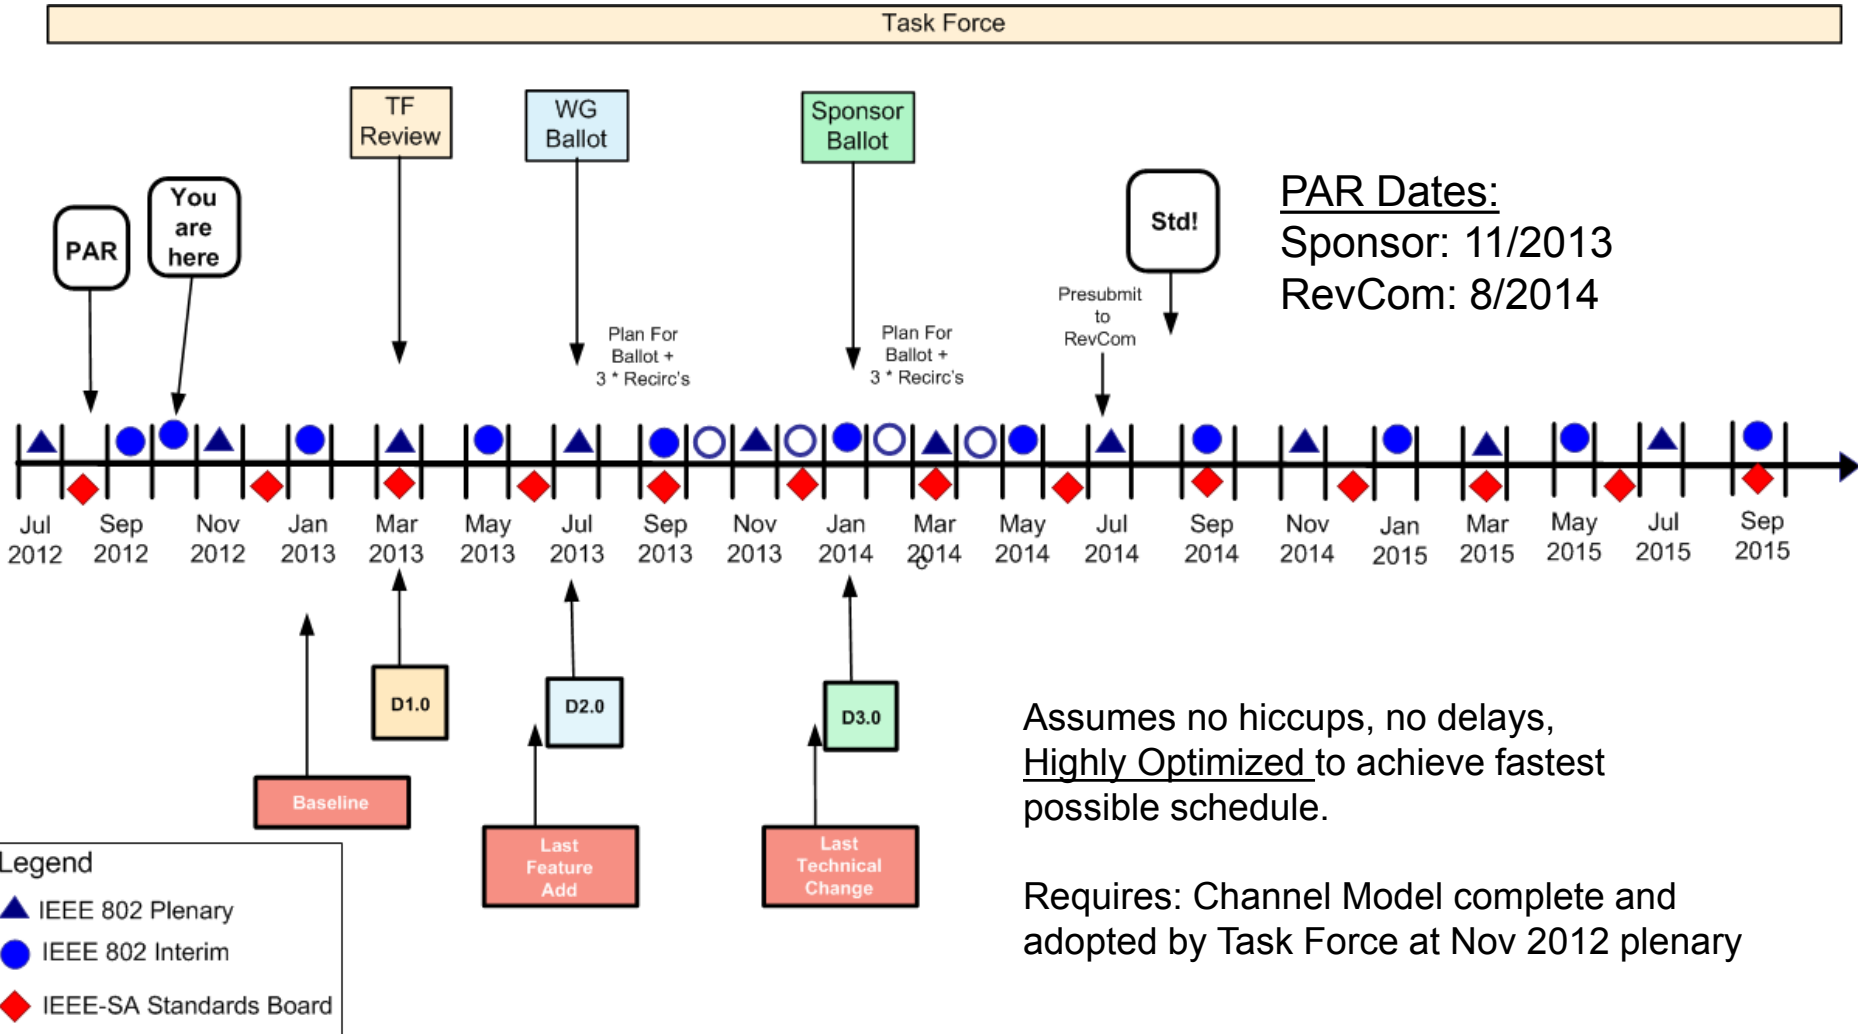 Task Force
TF
Review
WG
Ballot
Sponsor
Ballot
PAR
You
are
here
Std!
PAR Dates:
Sponsor: 11/2013
RevCom: 8/2014
Plan For
Ballot +
3 * Recirc's
Plan For
Ballot +
3 * Recirc's
Presubmit
to
RevCom
Jul
2012
Sep
2012
Nov
2012
Jan
2013
Mar
2013
May
2013
Jul
2013
Sep
2013
Nov
2013
Jan
2014
Mar
2014
c
May
2014
Jul
2014
Sep
2014
Nov
2014
Jan
2015
Mar
2015
May
2015
Jul
2015
Sep
2015
D1.0
D2.0
D3.0
Baseline
Last
Feature
Add
Last
Technical
Change
Assumes no hiccups, no delays,
Highly Optimized to achieve fastest
possible schedule.
Requires: Channel Model complete and
adopted by Task Force at Nov 2012 plenary
Legend
IEEE 802 Plenary
IEEE 802 Interim
IEEE-SA Standards Board